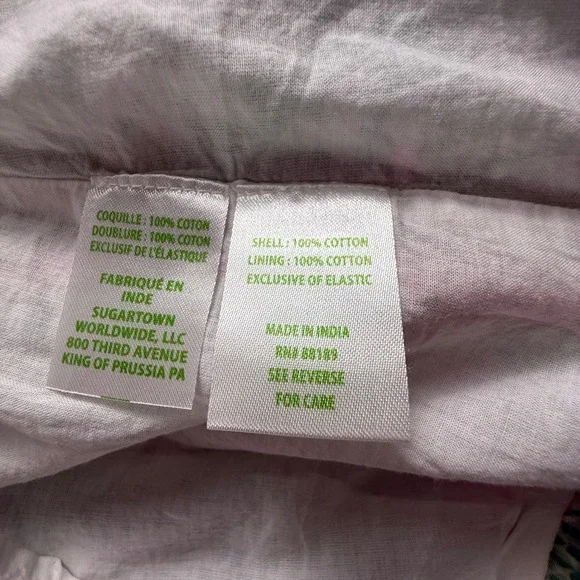 COQUILLE : 100% COTON
DOUBLURE : 100% COTON
EXCLUSIF DE L'ÉLASTIQUE
FABRIQUÉ EN
INDE
SUGARTOWN
WORLDWIDE, LLC
800 THIRD AVENUE
KING OF PRUSSIA PA
SHELL : 100% COTTON
LINING : 100% COTTON
EXCLUSIVE OF ELASTIC
MADE IN INDIA
RN# 88189
SEE REVERSE
FOR CARE